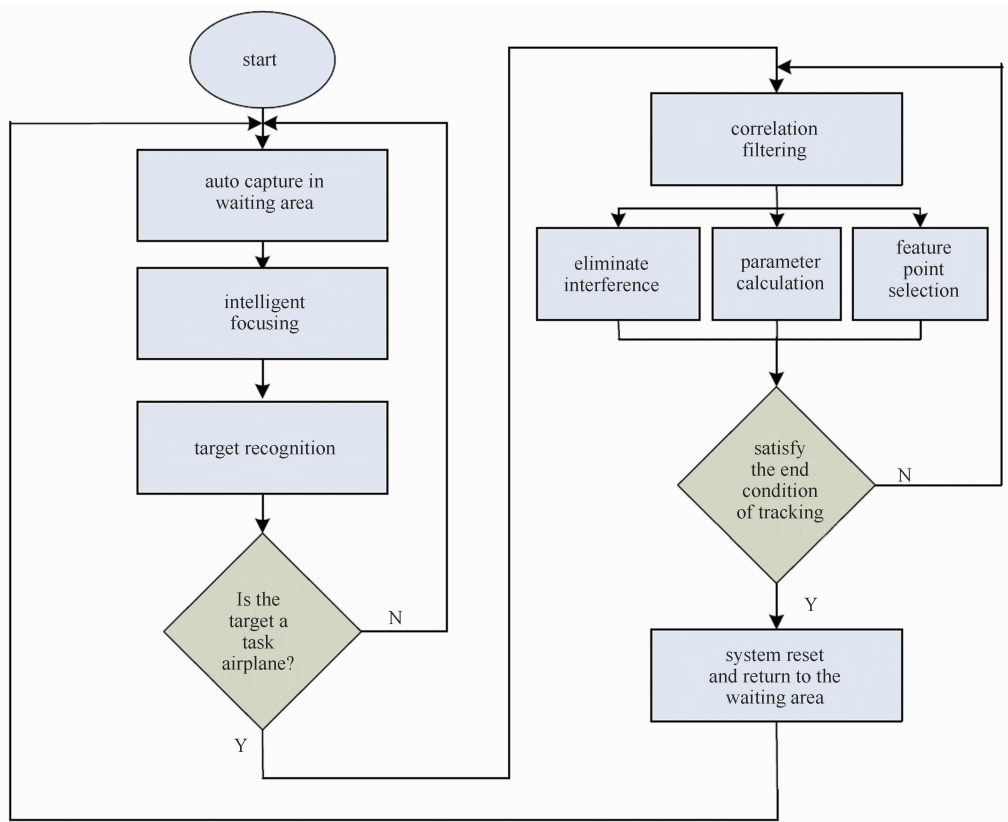 start
auto capture in
waiting area
intelligent
focusing
target recognition
Is the
target a
task
airplane?
N
Y
correlation
filtering
eliminate
interference
parameter
calculation
feature
point
selection
satisfy
the end
condition
of tracking
N
Y
system reset
and return to the
waiting area